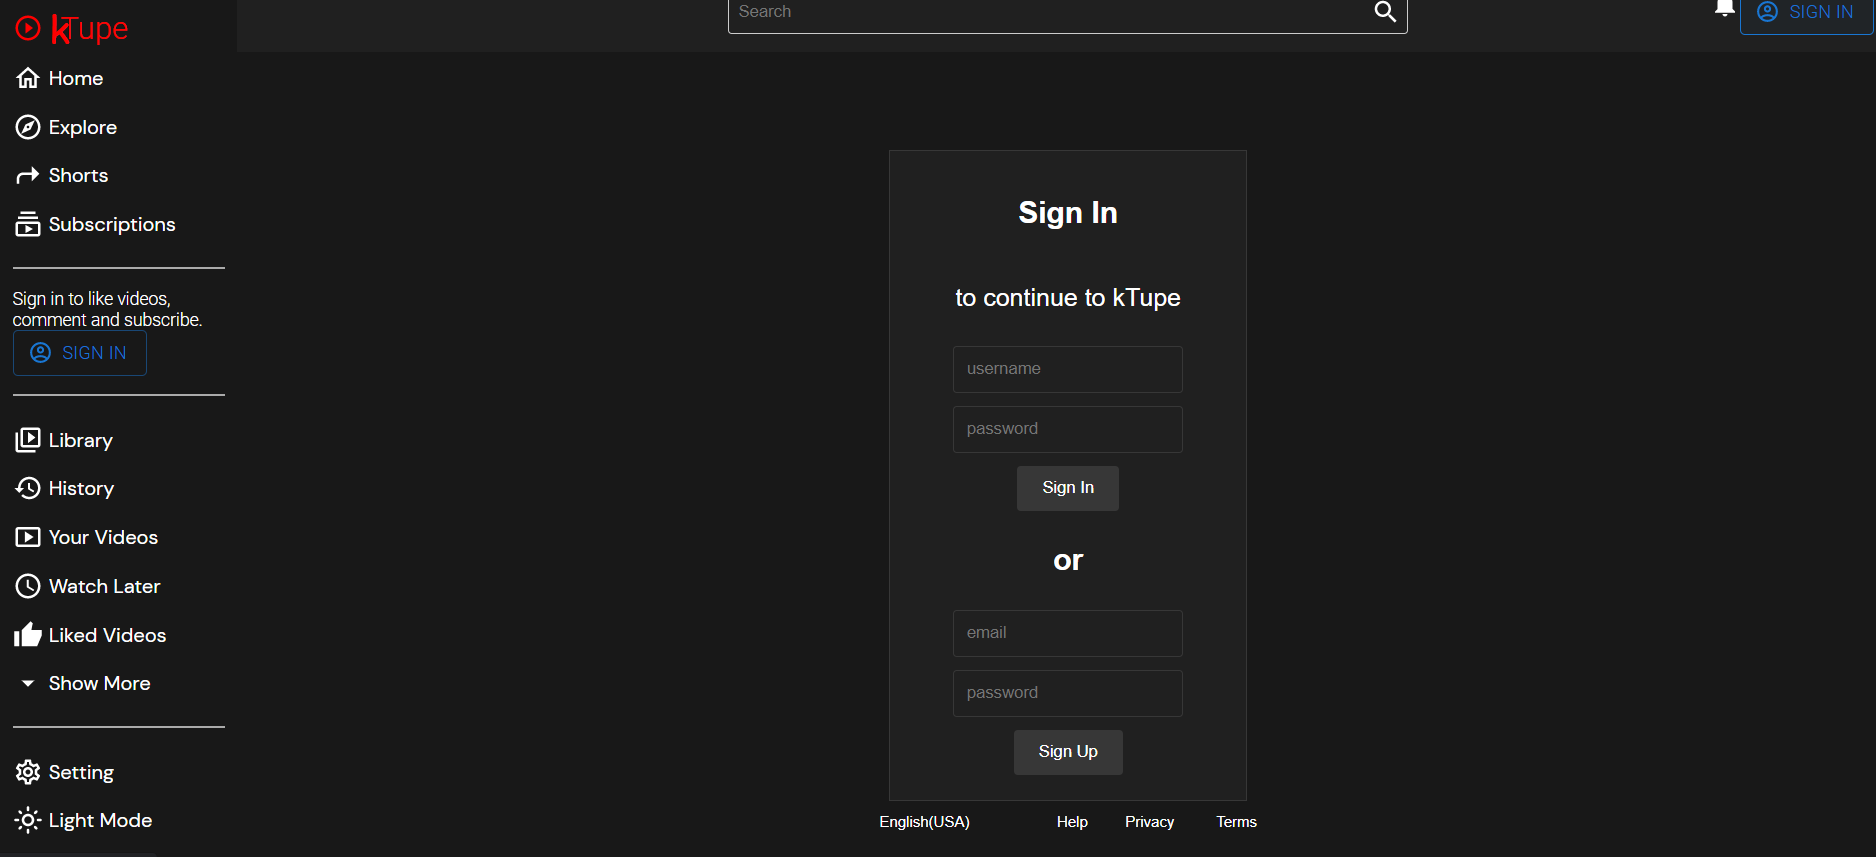 kTupe
Search
SIGN IN
Home
Explore
Shorts
Subscriptions
Sign in to like videos,
comment and subscribe.
SIGN IN
Library
History
Your Videos
Watch Later
Liked Videos
Show More
Setting
Light Mode
Sign In
to continue to kTupe
username
password
Sign In
or
email
password
Sign Up
English(USA) Help Privacy Terms